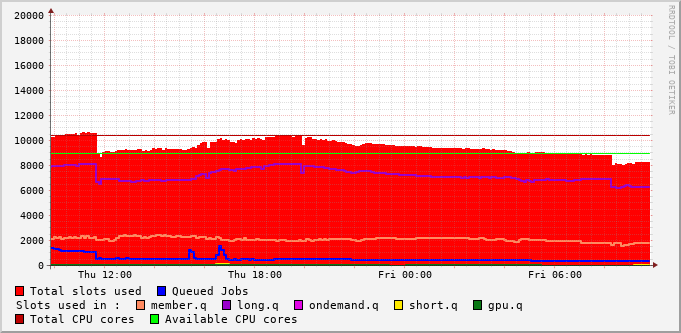 20000
18000
16000
14000
12000
10000
8000
6000
4000
2000
0
Thu 12:00 Thu 18:00 Fri 00:00 Fri 06:00
RRDTOOL / TOBI OETIKER
Total slots used Queued Jobs
Slots used in : member.q long.q ondemand.q short.q gpu.q
Total CPU cores Available CPU cores